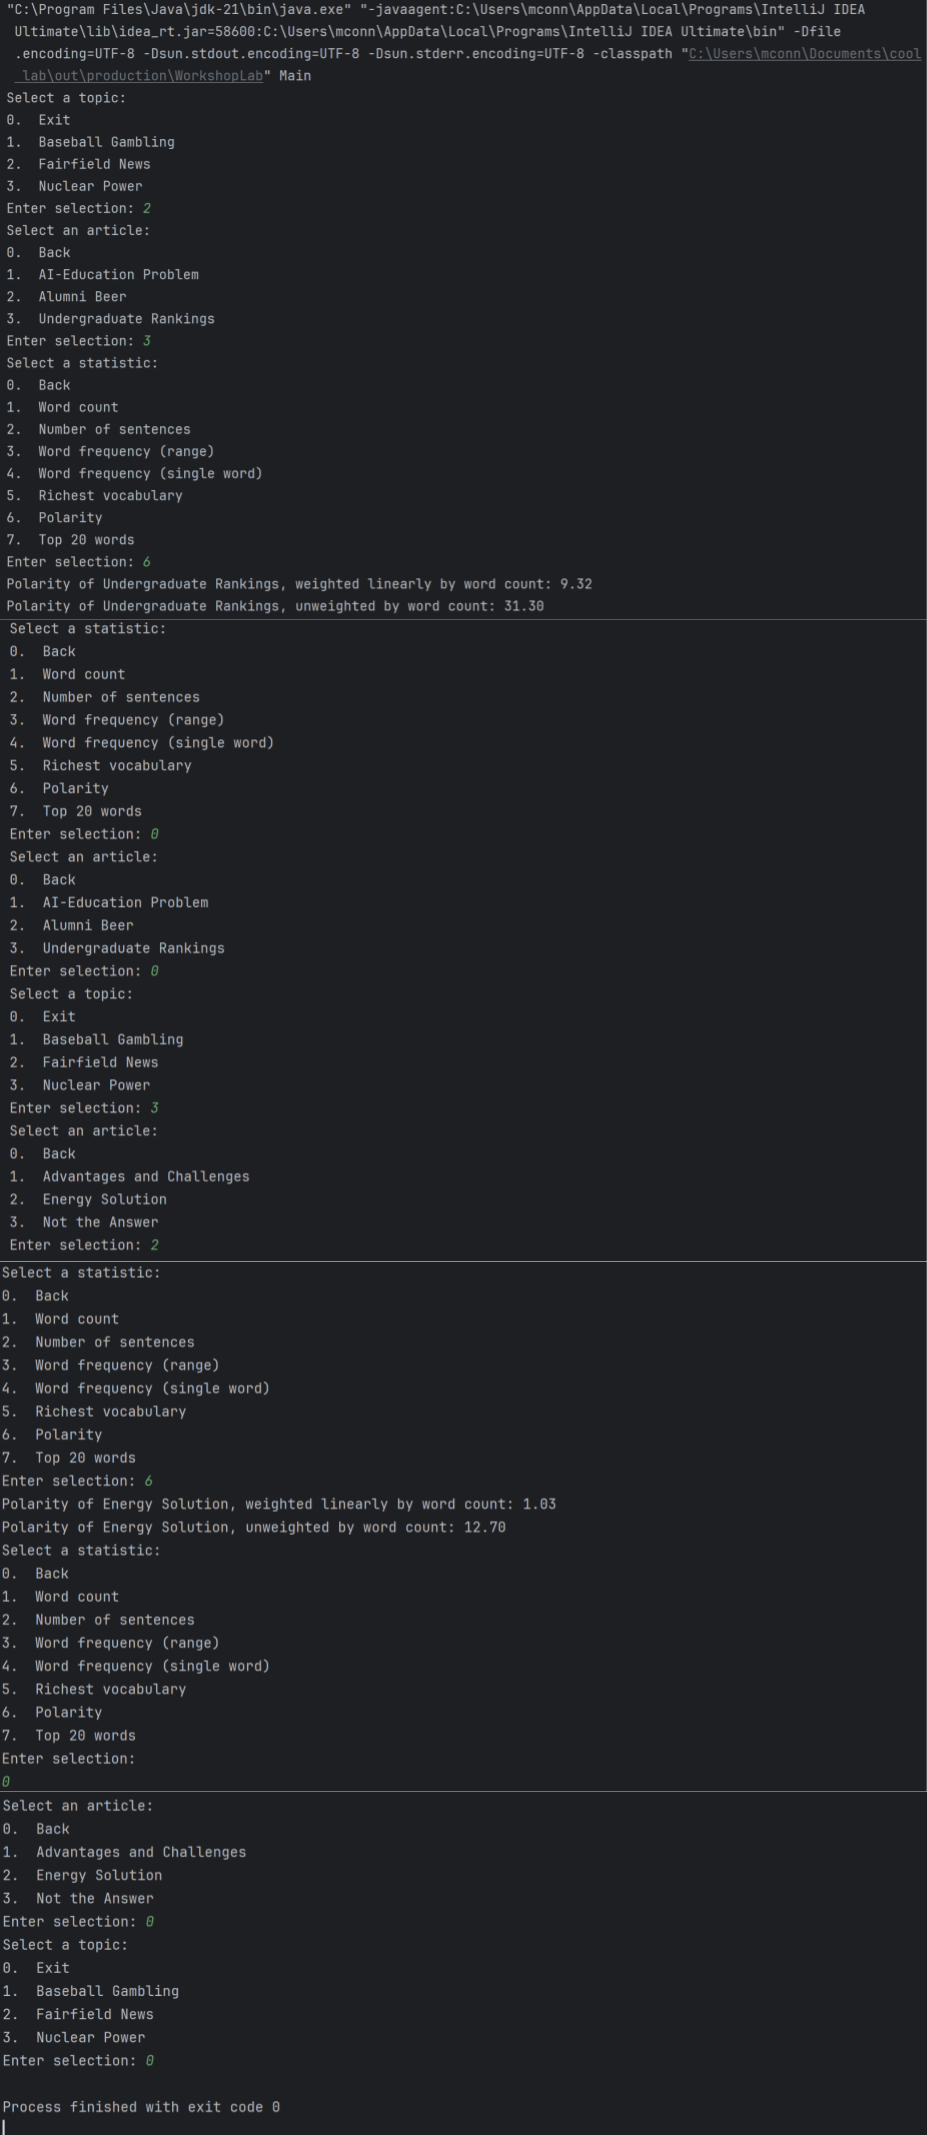 "C:\Program Files\Java\jdk-21\bin\java.exe" "-javaagent:C:\Users\mconn\AppData\Local\Programs\IntelliJ IDEA
Ultimate\lib\idea_rt.jar=58600:C:\Users\mconn\AppData\Local\Programs\IntelliJ IDEA Ultimate\bin" -Dfile
.encoding=UTF-8 -Dsun.stdout.encoding=UTF-8 -Dsun.stderr.encoding=UTF-8 -classpath "C:\Users\mconn\Documents\cool
lab\out\production\WorkshopLab" Main
Select a topic:
0. Exit
1. Baseball Gambling
2. Fairfield News
3. Nuclear Power
Enter selection: 2
Select an article:
0. Back
1. AI-Education Problem
2. Alumni Beer
3. Undergraduate Rankings
Enter selection: 3
Select a statistic:
0. Back
1. Word count
2. Number of sentences
3. Word frequency (range)
4. Word frequency (single word)
5. Richest vocabulary
6. Polarity
7. Top 20 words
Enter selection: 6
Polarity of Undergraduate Rankings, weighted linearly by word count: 9.32
Polarity of Undergraduate Rankings, unweighted by word count: 31.30
Select a statistic:
0. Back
1. Word count
2. Number of sentences
3. Word frequency (range)
4. Word frequency (single word)
5. Richest vocabulary
6. Polarity
7. Top 20 words
Enter selection: 0
Select an article:
0. Back
1. AI-Education Problem
2. Alumni Beer
3. Undergraduate Rankings
Enter selection: 0
Select a topic:
0. Exit
1. Baseball Gambling
2. Fairfield News
3. Nuclear Power
Enter selection: 3
Select an article:
0. Back
1. Advantages and Challenges
2. Energy Solution
3. Not the Answer
Enter selection: 2
Select a statistic:
0. Back
1. Word count
2. Number of sentences
3. Word frequency (range)
4. Word frequency (single word)
5. Richest vocabulary
6. Polarity
7. Top 20 words
Enter selection: 6
Polarity of Energy Solution, weighted linearly by word count: 1.03
Polarity of Energy Solution, unweighted by word count: 12.70
Select a statistic:
0. Back
1. Word count
2. Number of sentences
3. Word frequency (range)
4. Word frequency (single word)
5. Richest vocabulary
6. Polarity
7. Top 20 words
Enter selection:
0
Select an article:
0. Back
1. Advantages and Challenges
2. Energy Solution
3. Not the Answer
Enter selection: 0
Select a topic:
0. Exit
1. Baseball Gambling
2. Fairfield News
3. Nuclear Power
Enter selection: 0
Process finished with exit code 0